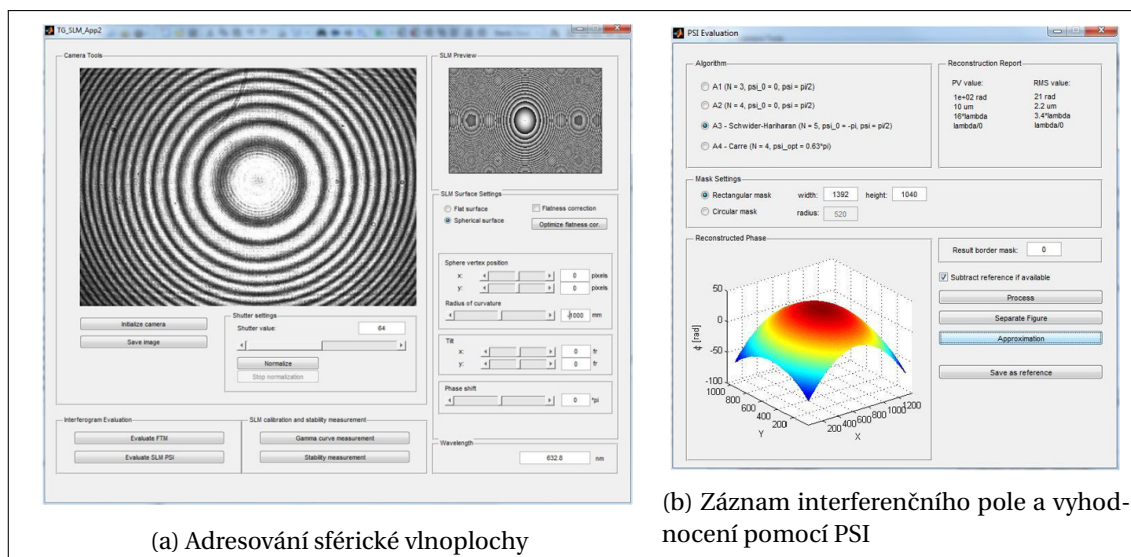 TG_SLM_App2
Camera Tools
Initialize camera
Save image
Shutter settings
Shutter value:
64
Normalize
Stop normalization
Interferogram Evaluation
Evaluate FTM
Evaluate SLM PSI
SLM calibration and stability measurement
Gamma curve measurement
Stability measurement
SLM Preview
SLM Surface Settings
Flat surface
Spherical surface
Flatness correction
Optimize flatness cor.
Sphere vertex position
x: 0 pixels
y: 0 pixels
Radius of curvature
-1000 mm
Tilt
x: 0 fr
y: 0 fr
Phase shift
0 *pi
Wavelength
632.8 nm
(a) Adresování sférické vlnoplochy
PSI Evaluation
Algorithm
A1 (N = 3, psi_0 = 0, psi = pi/2)
A2 (N = 4, psi_0 = 0, psi = pi/2)
A3 - Schwider-Hariharan (N = 5, psi_0 = -pi, psi = pi/2)
A4 - Carre (N = 4, psi_opt = 0.63*pi)
Reconstruction Report
PV value: RMS value:
1e+02 rad 21 rad
10 um 2.2 um
16*lambda 3.4*lambda
lambda/0 lambda/0
Mask Settings
Rectangular mask width: 1392 height: 1040
Circular mask radius: 520
Reconstructed Phase
50
0
-50
-100
ϕ [rad]
1000
800
600
400
200
Y
200
400
600
800
1000
1200
X
Result border mask: 0
Subtract reference if available
Process
Separate Figure
Approximation
Save as reference
(b) Záznam interferenčního pole a vyhod-
nocení pomocí PSI